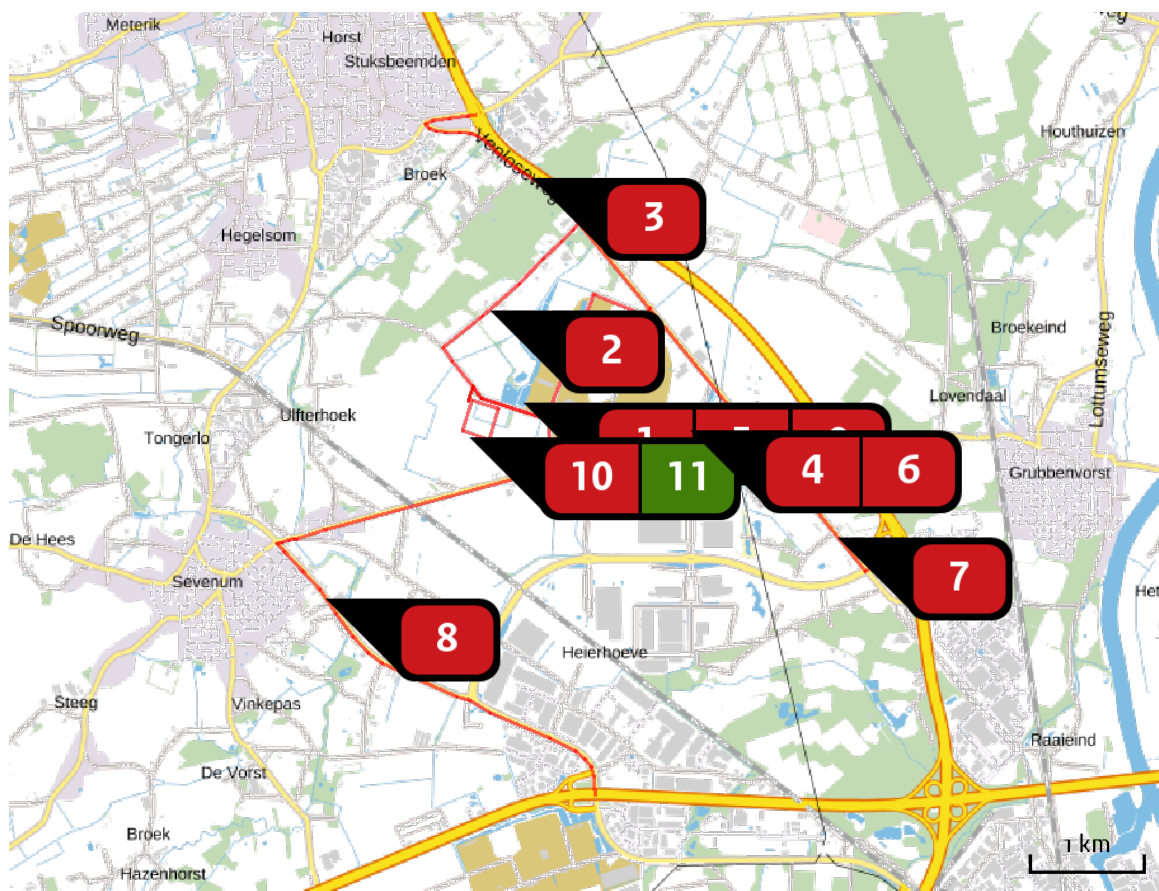 Meterik
Horst
Stuksbeemden
Houthuizen
Venloseweg
Broek
3
Hegelsom
Spoorweg
Broekeind
2
Lottumseweg
Lovendaal
Ulfterhoek
Tongerlo
10 11
4 6
Grubbenvorst
De Hees
Sevenum
7
Het
8
Heierhoeve
Steeg
Vinkepas
Raaieind
De Vorst
Broek
1 km
Hazenhorst